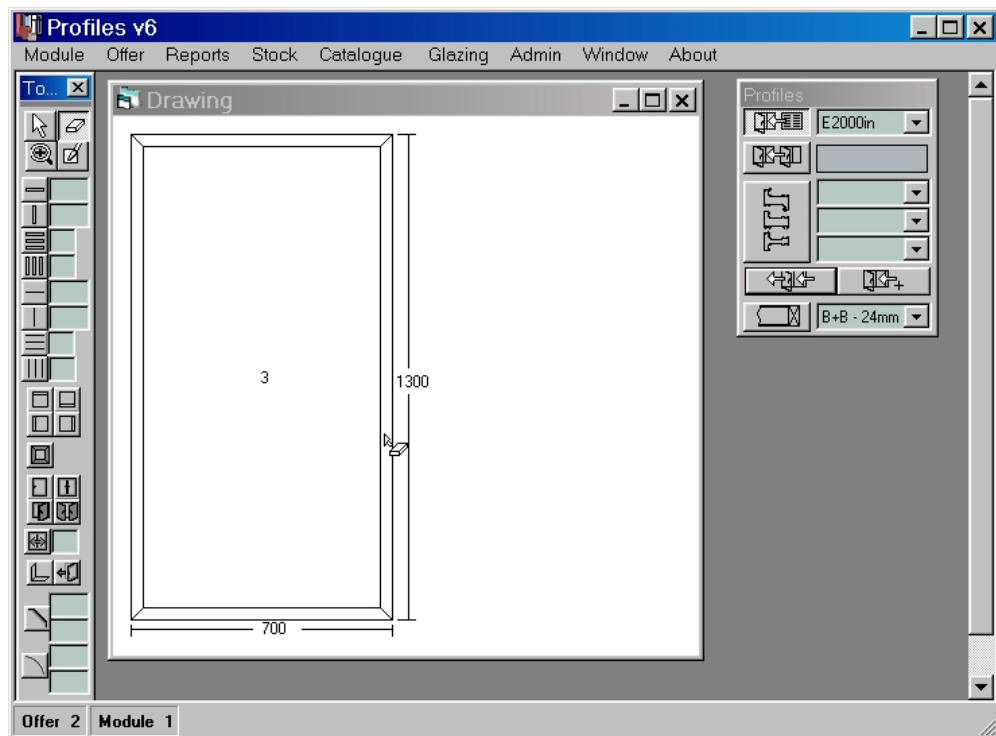 Profiles v6
Module Offer Reports Stock Catalogue Glazing Admin Window About
To...
Drawing
3
1300
700
Profiles
E2000in
B+B - 24mm
Offer 2 Module 1